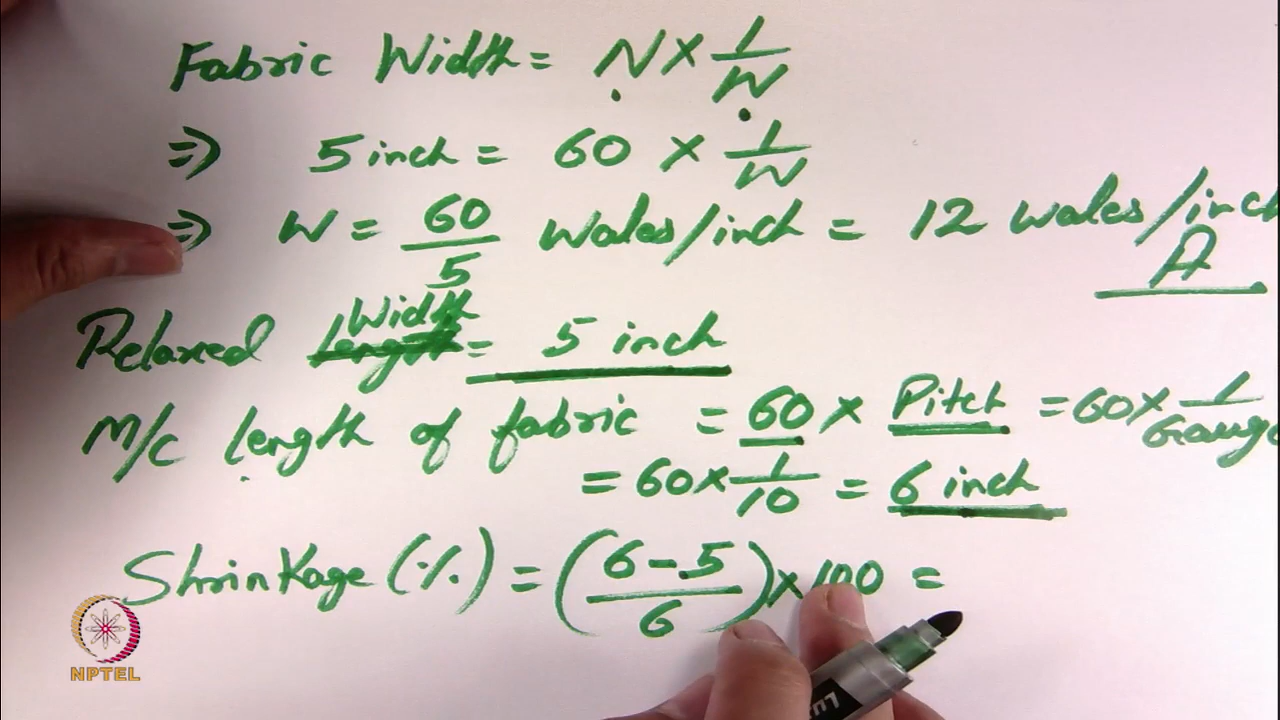 Fabric Width = N × 1/W
⇒ 5 inch = 60 × 1/W
⇒ W = 60/5 wales/inch = 12 wales/inch
A
Relaxed Width = 5 inch
M/c length of fabric = 60 × Pitch = 60 × 1/Gauge
= 60 × 1/10 = 6 inch
Shrinkage (%) = (6-5/6) × 100 =
NPTEL